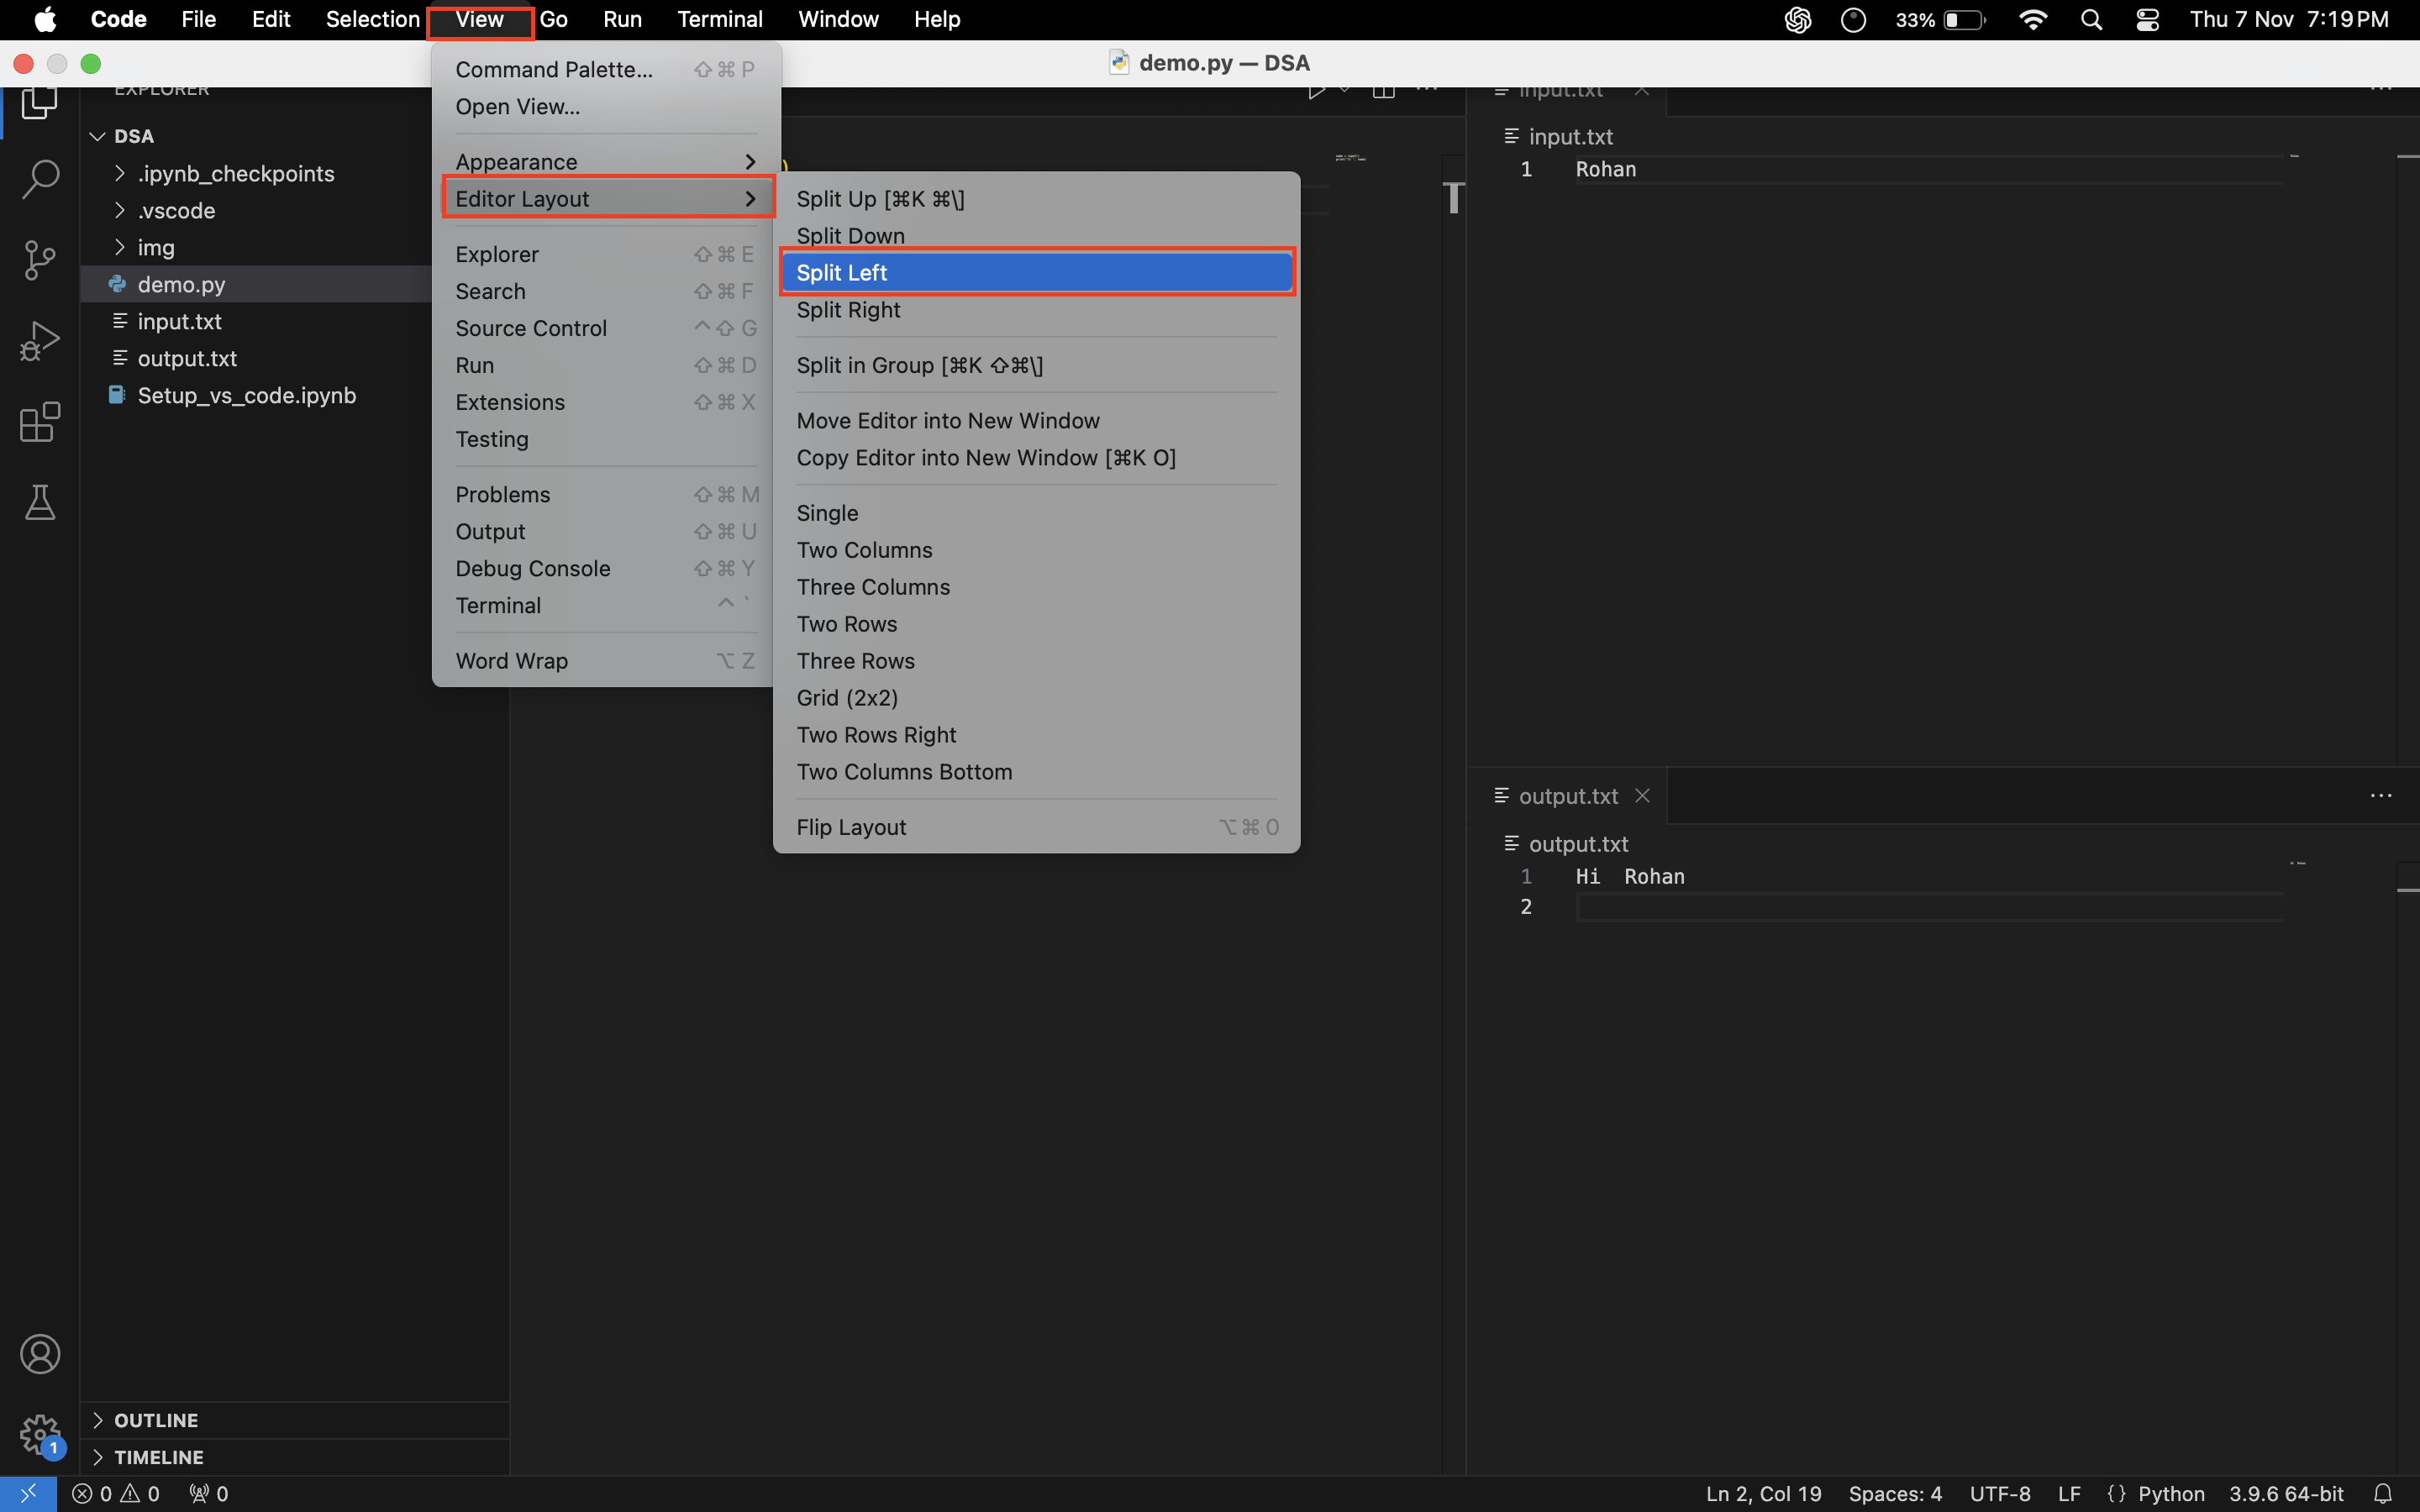 Code File Edit Selection View Go Run Terminal Window Help 33% Thu 7 Nov 7:19 PM
demo.py — DSA
EXPLORER
DSA
.ipynb_checkpoints
.vscode
img
demo.py
input.txt
output.txt
Setup_vs_code.ipynb
OUTLINE
TIMELINE
Command Palette... ⇧⌘P
Open View...
Appearance
Editor Layout
Explorer ⇧⌘E
Search ⇧⌘F
Source Control ^⇧G
Run ⇧⌘D
Extensions ⇧⌘X
Testing
Problems ⇧⌘M
Output ⇧⌘U
Debug Console ⇧⌘Y
Terminal ^`
Word Wrap ⌥Z
)
Split Up [⌘K ⌘\]
Split Down
Split Left
Split Right
Split in Group [⌘K ⇧⌘\]
Move Editor into New Window
Copy Editor into New Window [⌘K O]
Single
Two Columns
Three Columns
Two Rows
Three Rows
Grid (2x2)
Two Rows Right
Two Columns Bottom
Flip Layout ⌥⌘0
input.txt
input.txt
1 Rohan
output.txt
output.txt
1 Hi  Rohan
2
1
0 0 0 Ln 2, Col 19 Spaces: 4 UTF-8 LF {} Python 3.9.6 64-bit